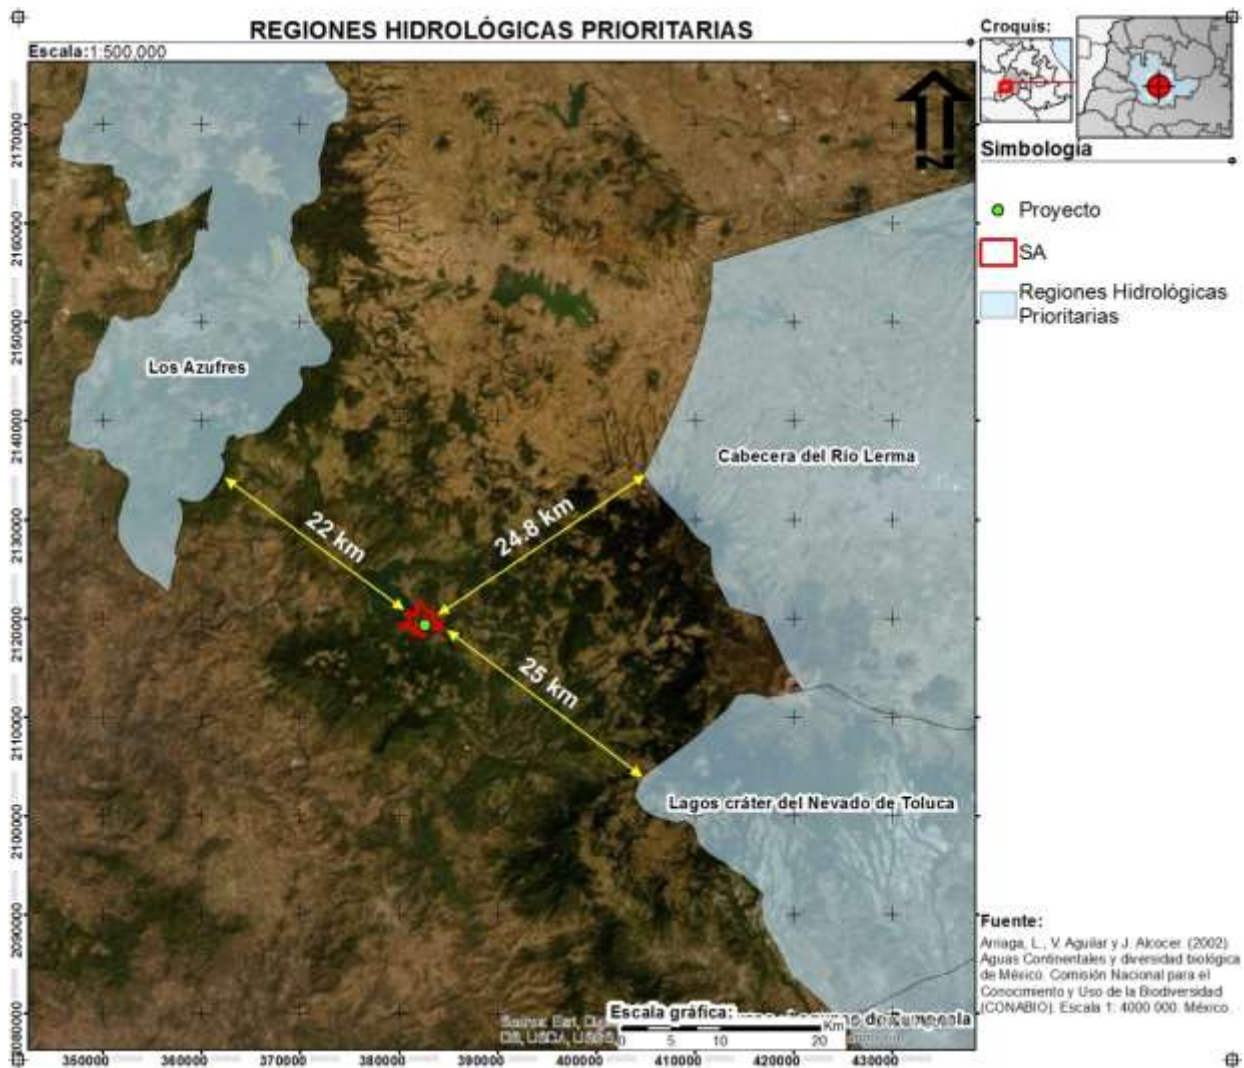 REGIONES HIDROLÓGICAS PRIORITARIAS
Escala:1:500,000
Croquis:
Simbología
Proyecto
SA
Regiones Hidrológicas
Prioritarias
2170000
2160000
2150000
2140000
2130000
2120000
2110000
2100000
2090000
2080000
Los Azufres
Cabecera del Río Lerma
22 km
24.8 km
25 km
Lagos cráter del Nevado de Toluca
N
Fuente:
Arriaga, L., V. Aguilar y J. Alcocer. (2002)
Aguas Continentales y diversidad biológica
de México. Comisión Nacional para el
Conocimiento y Uso de la Biodiversidad
(CONABIO). Escala 1: 4000 000. México.
Escala gráfica:
de Zumpola
Km
0 5 10 20
350000 360000 370000 380000 390000 400000 410000 420000 430000